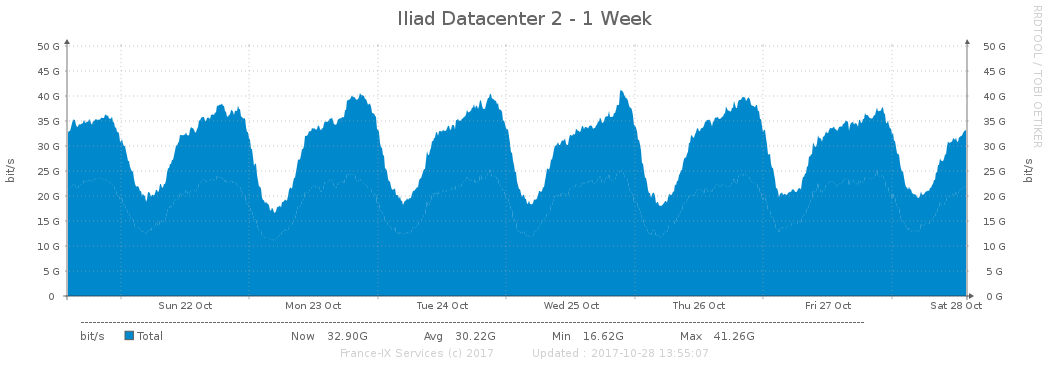 Iliad Datacenter 2 - 1 Week
RRDTOOL / TOBI OETIKER
50 G 50 G
45 G 45 G
40 G 40 G
35 G 35 G
30 G 30 G
25 G 25 G
20 G 20 G
15 G 15 G
10 G 10 G
5 G 5 G
0 0 G
bit/s bit/s
Sun 22 Oct Mon 23 Oct Tue 24 Oct Wed 25 Oct Thu 26 Oct Fri 27 Oct Sat 28 Oct
bit/s Total Now 32.90G Avg 30.22G Min 16.62G Max 41.26G
France-IX Services (c) 2017 Updated : 2017-10-28 13:55:07